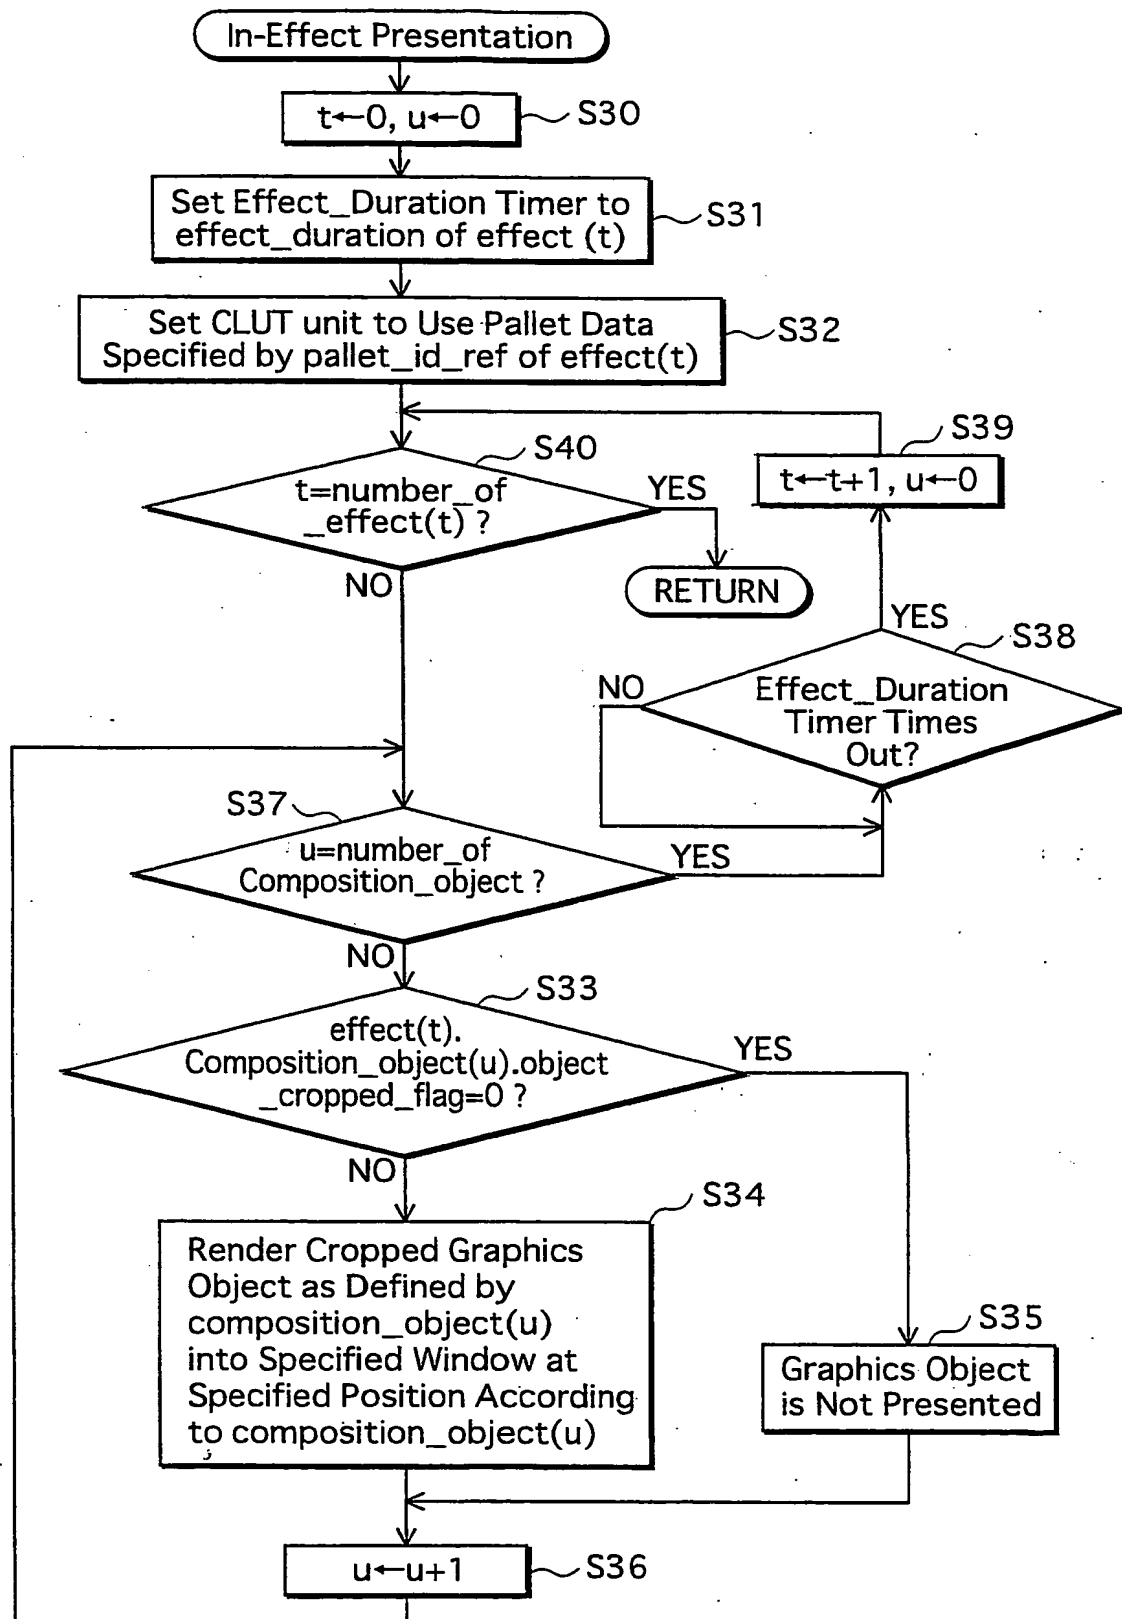 In-Effect Presentation
t←0, u←0
S30
Set Effect_Duration Timer to
effect_duration of effect (t)
S31
Set CLUT unit to Use Pallet Data
Specified by pallet_id_ref of effect(t)
S32
S39
t←t+1, u←0
S40
t=number_of
_effect(t) ?
YES
NO
RETURN
YES
S38
NO
Effect_Duration
Timer Times
Out?
S37
u=number_of
Composition_object ?
YES
NO
S33
effect(t).
Composition_object(u).object
_cropped_flag=0 ?
YES
NO
S34
Render Cropped Graphics
Object as Defined by
composition_object(u)
into Specified Window at
Specified Position According
to composition_object(u)
S35
Graphics Object
is Not Presented
u←u+1
S36